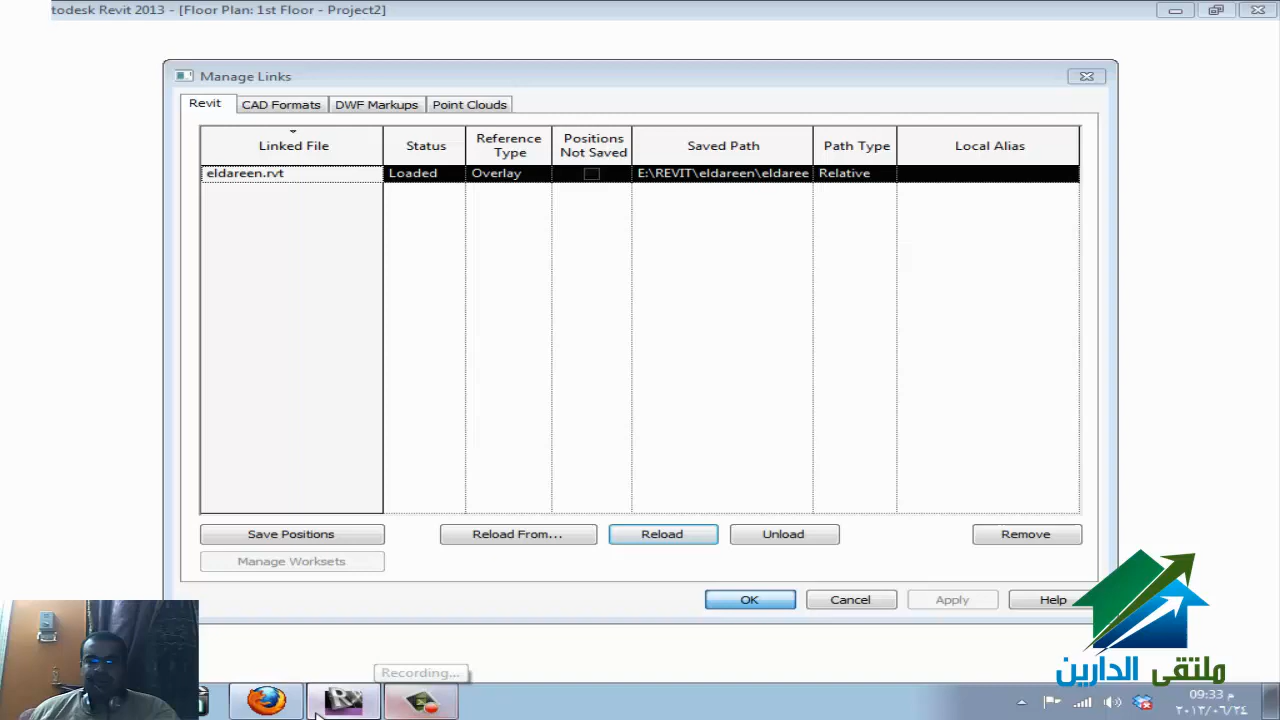 todesk Revit 2013 - [Floor Plan: 1st Floor - Project2]
Manage Links
Revit
CAD Formats
DWF Markups
Point Clouds
Linked File
Status
Reference Type
Positions Not Saved
Saved Path
Path Type
Local Alias
eldareen.rvt
Loaded
Overlay
E:\REVIT\eldareen\eldaree
Relative
Save Positions
Reload From...
Reload
Unload
Remove
Manage Worksets
OK
Cancel
Apply
Help
ملتقى الدارين
Recording...
09:33 م
٢٠١٣/٠٦/٢٤